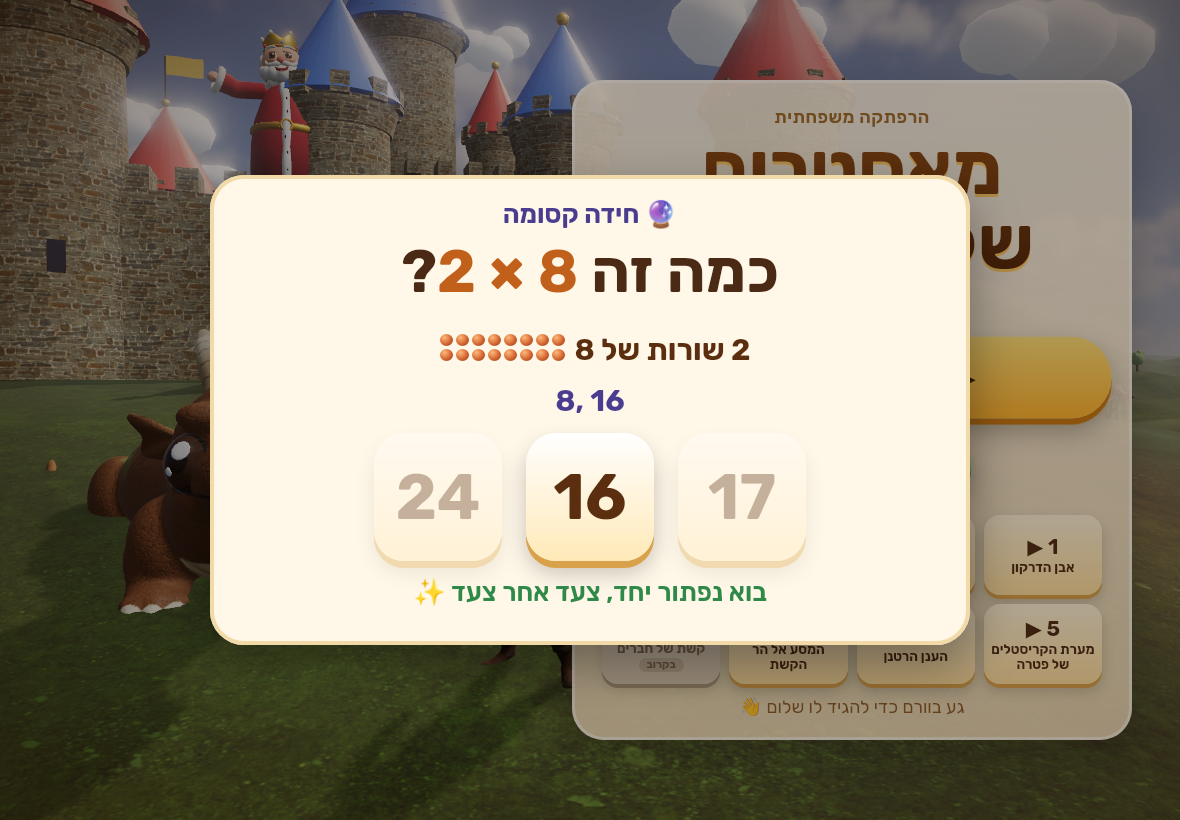 הרפתקה משפחתית
🔮 חידה קסומה
כמה זה 8 × 2?
2 שורות של 8
8, 16
24
16
17
בוא נפתור יחד, צעד אחר צעד ✨
1 ▶
אבן הדרקון
5 ▶
מערת הקריסטלים
של פטרה
הענן הרטנן
המסע אל הר
הקשת
קשת של חברים
בקרוב
גע בוורם כדי להגיד לו שלום 👋